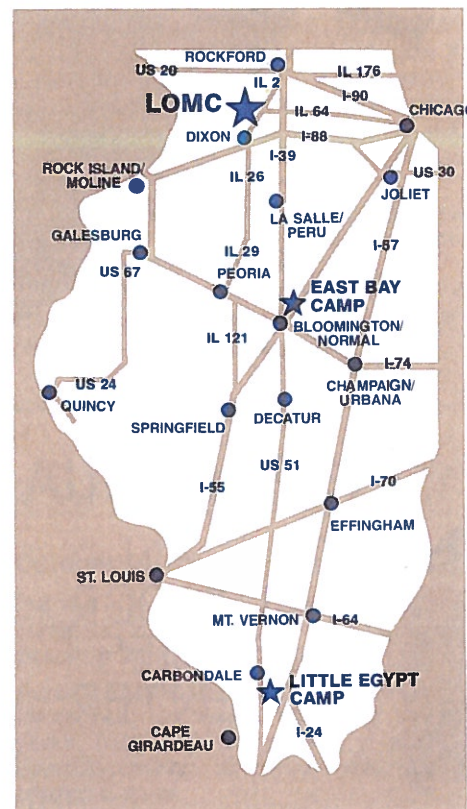 ROCKFORD
US 20
IL 176
IL 2
I-90
LOMC
IL 64
CHICAGO
DIXON
I-88
I-39
ROCK ISLAND/
MOLINE
IL 26
US 30
JOLIET
LA SALLE/
PERU
GALESBURG
I-57
IL 29
US 67
PEORIA
EAST BAY
CAMP
BLOOMINGTON/
NORMAL
IL 121
I-74
US 24
CHAMPAIGN/
URBANA
QUINCY
DECATUR
SPRINGFIELD
US 51
I-70
I-55
EFFINGHAM
ST. LOUIS
MT. VERNON
I-64
CARBONDALE
LITTLE EGYPT
CAMP
I-24
CAPE
GIRARDEAU